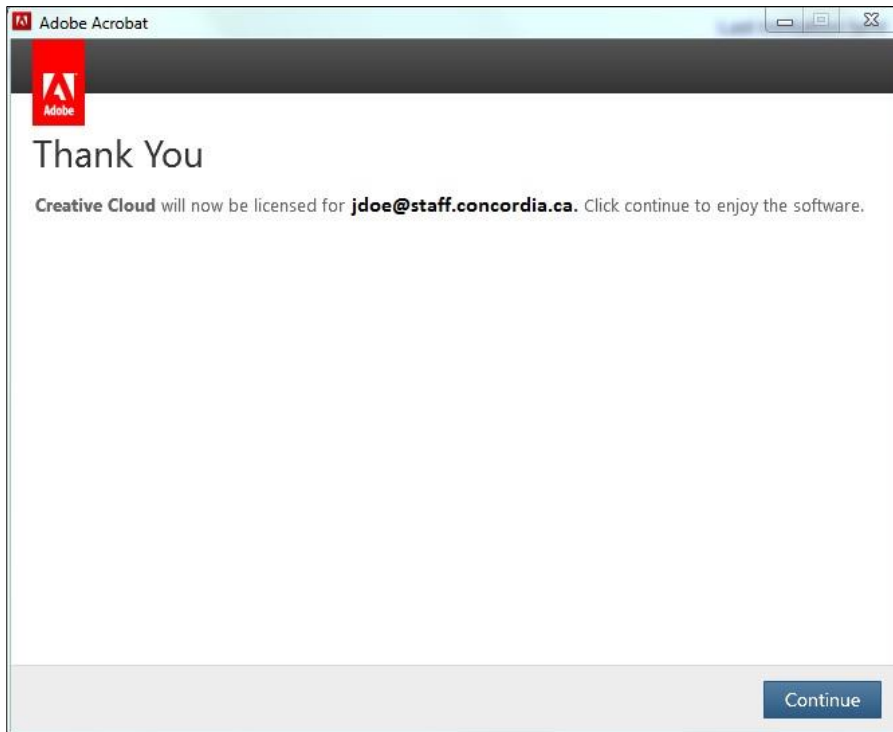 Adobe Acrobat
Adobe
Thank You
Creative Cloud will now be licensed for jdoe@staff.concordia.ca. Click continue to enjoy the software.
Continue